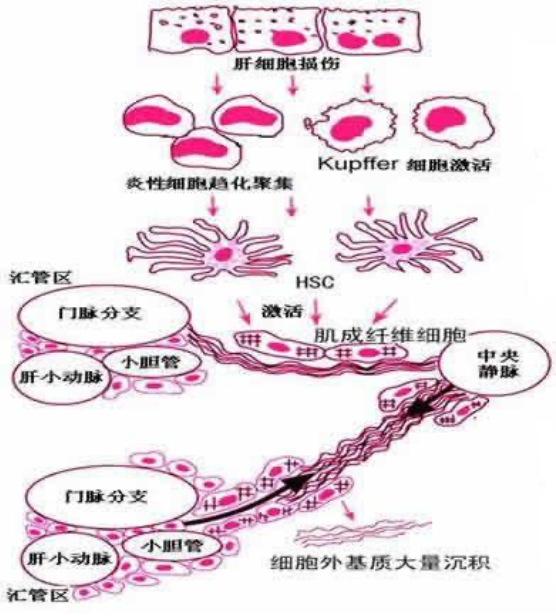 肝细胞损伤
Kupffer 细胞激活
炎性细胞趋化聚集
HSC
汇管区
激活
门脉分支
肌成纤维细胞
小胆管
肝小动脉
中央
静脉
门脉分支
小胆管
肝小动脉
细胞外基质大量沉积
汇管区